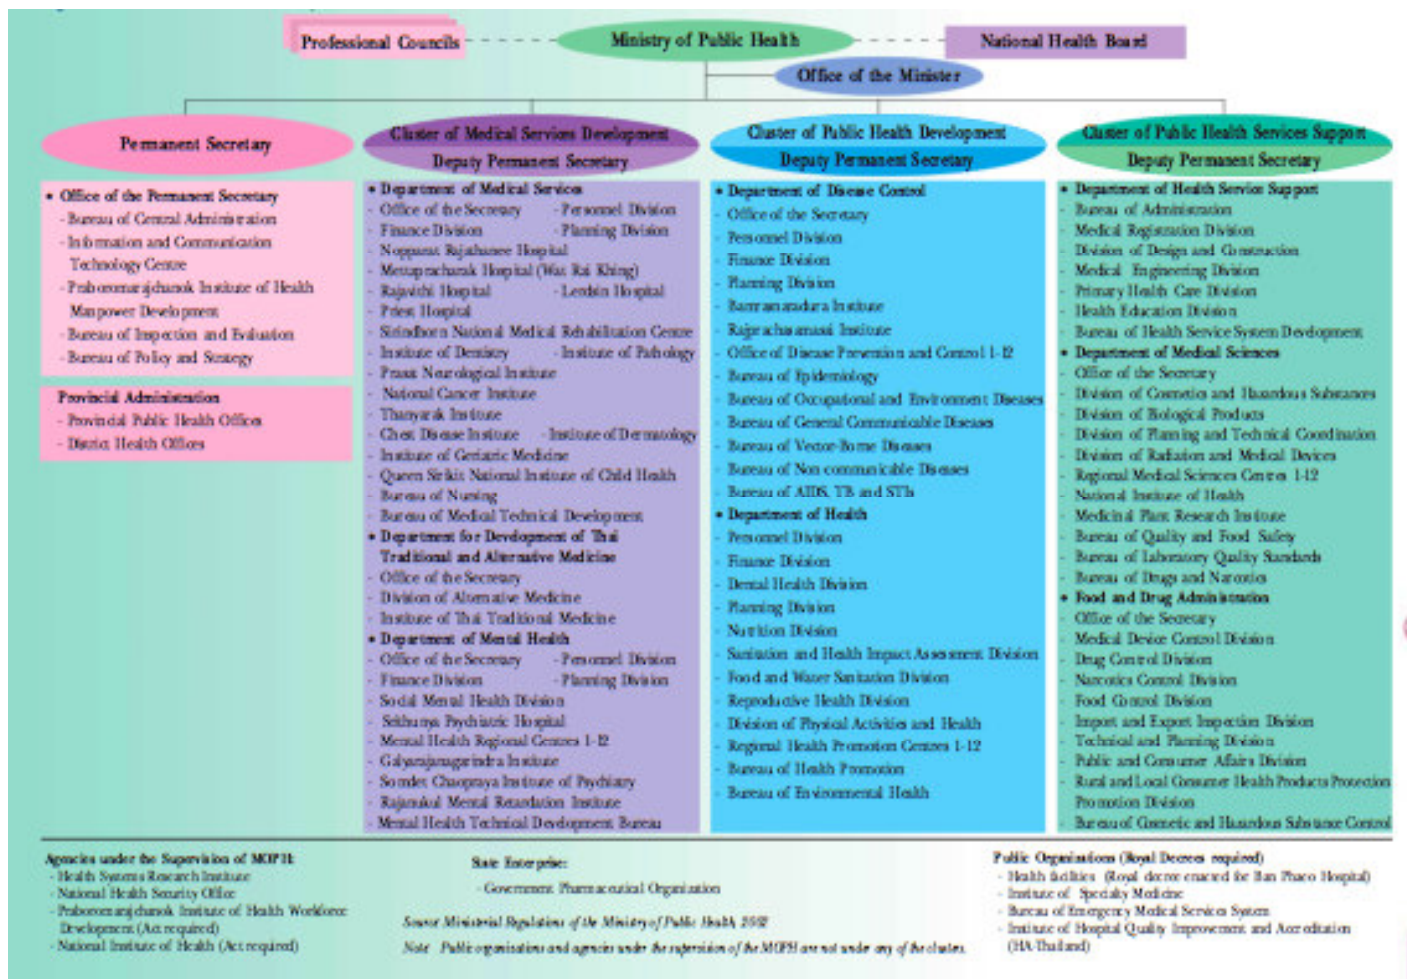 Professional Councils
Ministry of Public Health
National Health Board
Office of the Minister
Permanent Secretary
• Office of the Permanent Secretary
- Bureau of Central Administration
- Information and Communication
Technology Centre
- Praboromarajchanok Institute of Health
Manpower Development
- Bureau of Inspection and Evaluation
- Bureau of Policy and Strategy
Provincial Administration
- Provincial Public Health Offices
- District Health Offices
Cluster of Medical Services Development
Deputy Permanent Secretary
• Department of Medical Services
- Office of the Secretary - Personnel Division
- Finance Division - Planning Division
- Nopparat Rajathanee Hospital
- Mettapracharak Hospital (Wat Rai Khing)
- Rajavithi Hospital - Lerdsin Hospital
- Priest Hospital
- Sirindhorn National Medical Rehabilitation Centre
- Institute of Dentistry - Institute of Pathology
- Prasat Neurological Institute
- National Cancer Institute
- Thanyarak Institute
- Chest Disease Institute - Institute of Dermatology
- Institute of Geriatric Medicine
- Queen Sirikit National Institute of Child Health
- Bureau of Nursing
- Bureau of Medical Technical Development
• Department for Development of Thai
Traditional and Alternative Medicine
- Office of the Secretary
- Division of Alternative Medicine
- Institute of Thai Traditional Medicine
• Department of Mental Health
- Office of the Secretary - Personnel Division
- Finance Division - Planning Division
- Social Mental Health Division
- Srithunya Psychiatric Hospital
- Mental Health Regional Centres 1-12
- Galyarajanagarindra Institute
- Somdet Chaopraya Institute of Psychiatry
- Rajanukul Mental Retardation Institute
- Mental Health Technical Development Bureau
Cluster of Public Health Development
Deputy Permanent Secretary
• Department of Disease Control
- Office of the Secretary
- Personnel Division
- Finance Division
- Planning Division
- Bamrasnaradura Institute
- Rajprachasamasai Institute
- Office of Disease Prevention and Control 1-12
- Bureau of Epidemiology
- Bureau of Occupational and Environment Diseases
- Bureau of General Communicable Diseases
- Bureau of Vector-Borne Diseases
- Bureau of Non communicable Diseases
- Bureau of AIDS, TB and STIs
• Department of Health
- Personnel Division
- Finance Division
- Dental Health Division
- Planning Division
- Nutrition Division
- Sanitation and Health Impact Assessment Division
- Food and Water Sanitation Division
- Reproductive Health Division
- Division of Physical Activities and Health
- Regional Health Promotion Centres 1-12
- Bureau of Health Promotion
- Bureau of Environmental Health
Cluster of Public Health Services Support
Deputy Permanent Secretary
• Department of Health Service Support
- Bureau of Administration
- Medical Registration Division
- Division of Design and Construction
- Medical Engineering Division
- Primary Health Care Division
- Health Education Division
- Bureau of Health Service System Development
• Department of Medical Sciences
- Office of the Secretary
- Division of Cosmetics and Hazardous Substances
- Division of Biological Products
- Division of Planning and Technical Coordination
- Division of Radiation and Medical Devices
- Regional Medical Sciences Centres 1-12
- National Institute of Health
- Medicinal Plant Research Institute
- Bureau of Quality and Food Safety
- Bureau of Laboratory Quality Standards
- Bureau of Drugs and Narcotics
• Food and Drug Administration
- Office of the Secretary
- Medical Device Control Division
- Drug Control Division
- Narcotics Control Division
- Food Control Division
- Import and Export Inspection Division
- Technical and Planning Division
- Public and Consumer Affairs Division
- Rural and Local Consumer Health Products Protection
Promotion Division
- Bureau of Cosmetic and Hazardous Substance Control
Agencies under the Supervision of MOPH:
- Health Systems Research Institute
- National Health Security Office
- Praboromarajchanok Institute of Health Workforce
Development (Act required)
- National Institute of Health (Act required)
State Enterprise:
- Government Pharmaceutical Organization
Source: Ministerial Regulations of the Ministry of Public Health, 2002
Note Public organizations and agencies under the supervision of the MOPH are not under any of the clusters.
Public Organizations (Royal Decrees required)
- Health facilities (Royal decree enacted for Ban Phaeo Hospital)
- Institute of Specialty Medicine
- Bureau of Emergency Medical Services System
- Institute of Hospital Quality Improvement and Accreditation
(HA-Thailand)